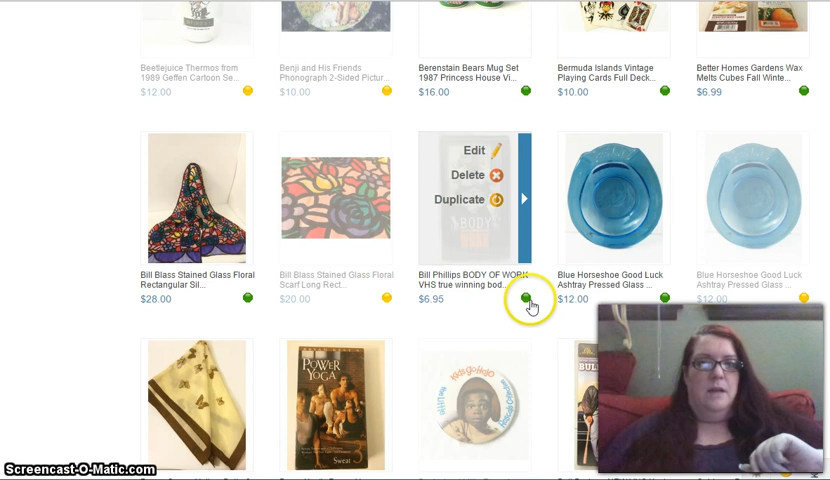 Beetlejuice Thermos from
1989 Geffen Cartoon Se...
$12.00
Benji and His Friends
Phonograph 2-Sided Pictur...
$10.00
Berenstain Bears Mug Set
1987 Princess House Vi...
$16.00
Bermuda Islands Vintage
Playing Cards Full Deck...
$10.00
Better Homes Gardens Wax
Melts Cubes Fall Winte...
$6.99
Edit
Delete
Duplicate
BODY
Bill Blass Stained Glass Floral
Rectangular Sil...
$28.00
Bill Blass Stained Glass Floral
Scarf Long Rect...
$20.00
Bill Phillips BODY OF WORK
VHS true winning bod...
$6.95
Blue Horseshoe Good Luck
Ashtray Pressed Glass ...
$12.00
Blue Horseshoe Good Luck
Ashtray Pressed Glass ...
$12.00
POWER
YOGA
Sweat 3
Screencast-O-Matic.com